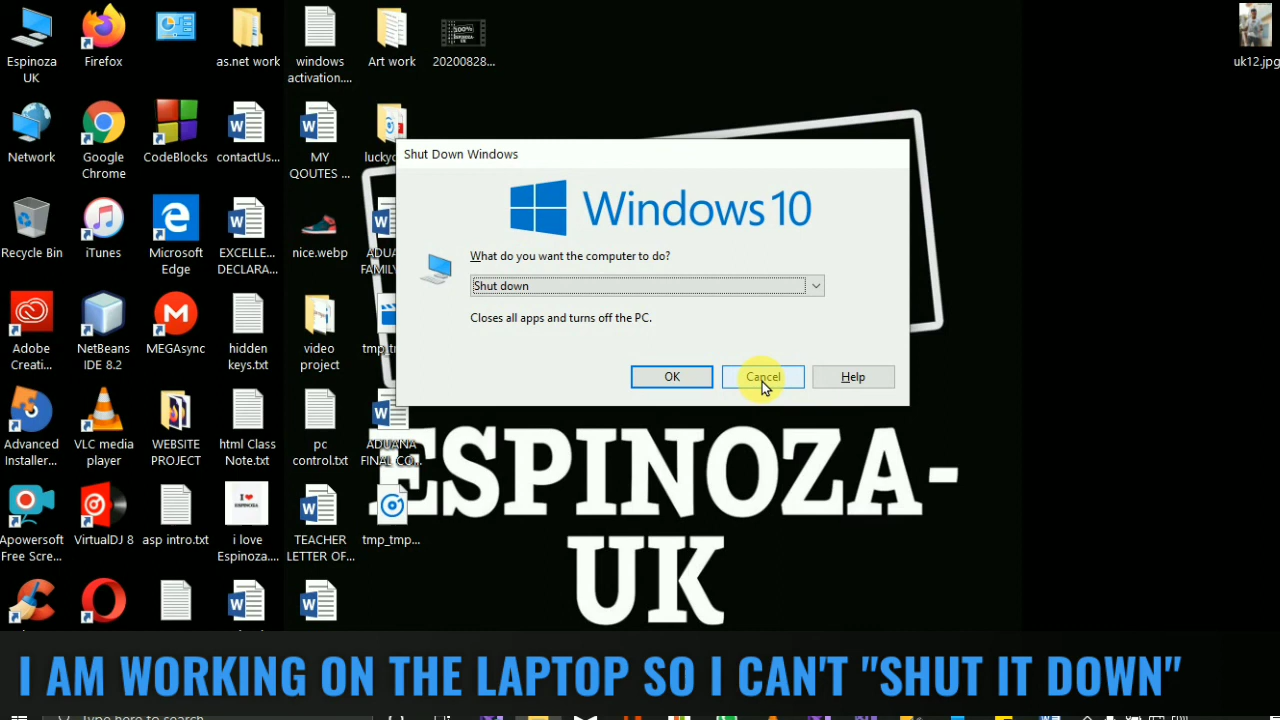 Espinoza
UK
Firefox
as.net work
windows
activation....
Art work
20200828...
uk12.jpg
Network
Google
Chrome
CodeBlocks
contactUs...
MY
QOUTES ...
Recycle Bin
iTunes
Microsoft
Edge
EXCELLE...
DECLARA...
nice.webp
Adobe
Creati...
NetBeans
IDE 8.2
MEGAsync
hidden
keys.txt
video
project
Advanced
Installer...
VLC media
player
WEBSITE
PROJECT
html Class
Note.txt
pc
control.txt
ADUANA
FINAL CO...
Apowersoft
Free Scre...
VirtualDJ 8
asp intro.txt
i love
Espinoza....
TEACHER
LETTER OF...
tmp_tmp...
Shut Down Windows
Windows 10
What do you want the computer to do?
Shut down
Closes all apps and turns off the PC.
OK
Cancel
Help
ESPINOZA-
UK
I AM WORKING ON THE LAPTOP SO I CAN'T "SHUT IT DOWN"